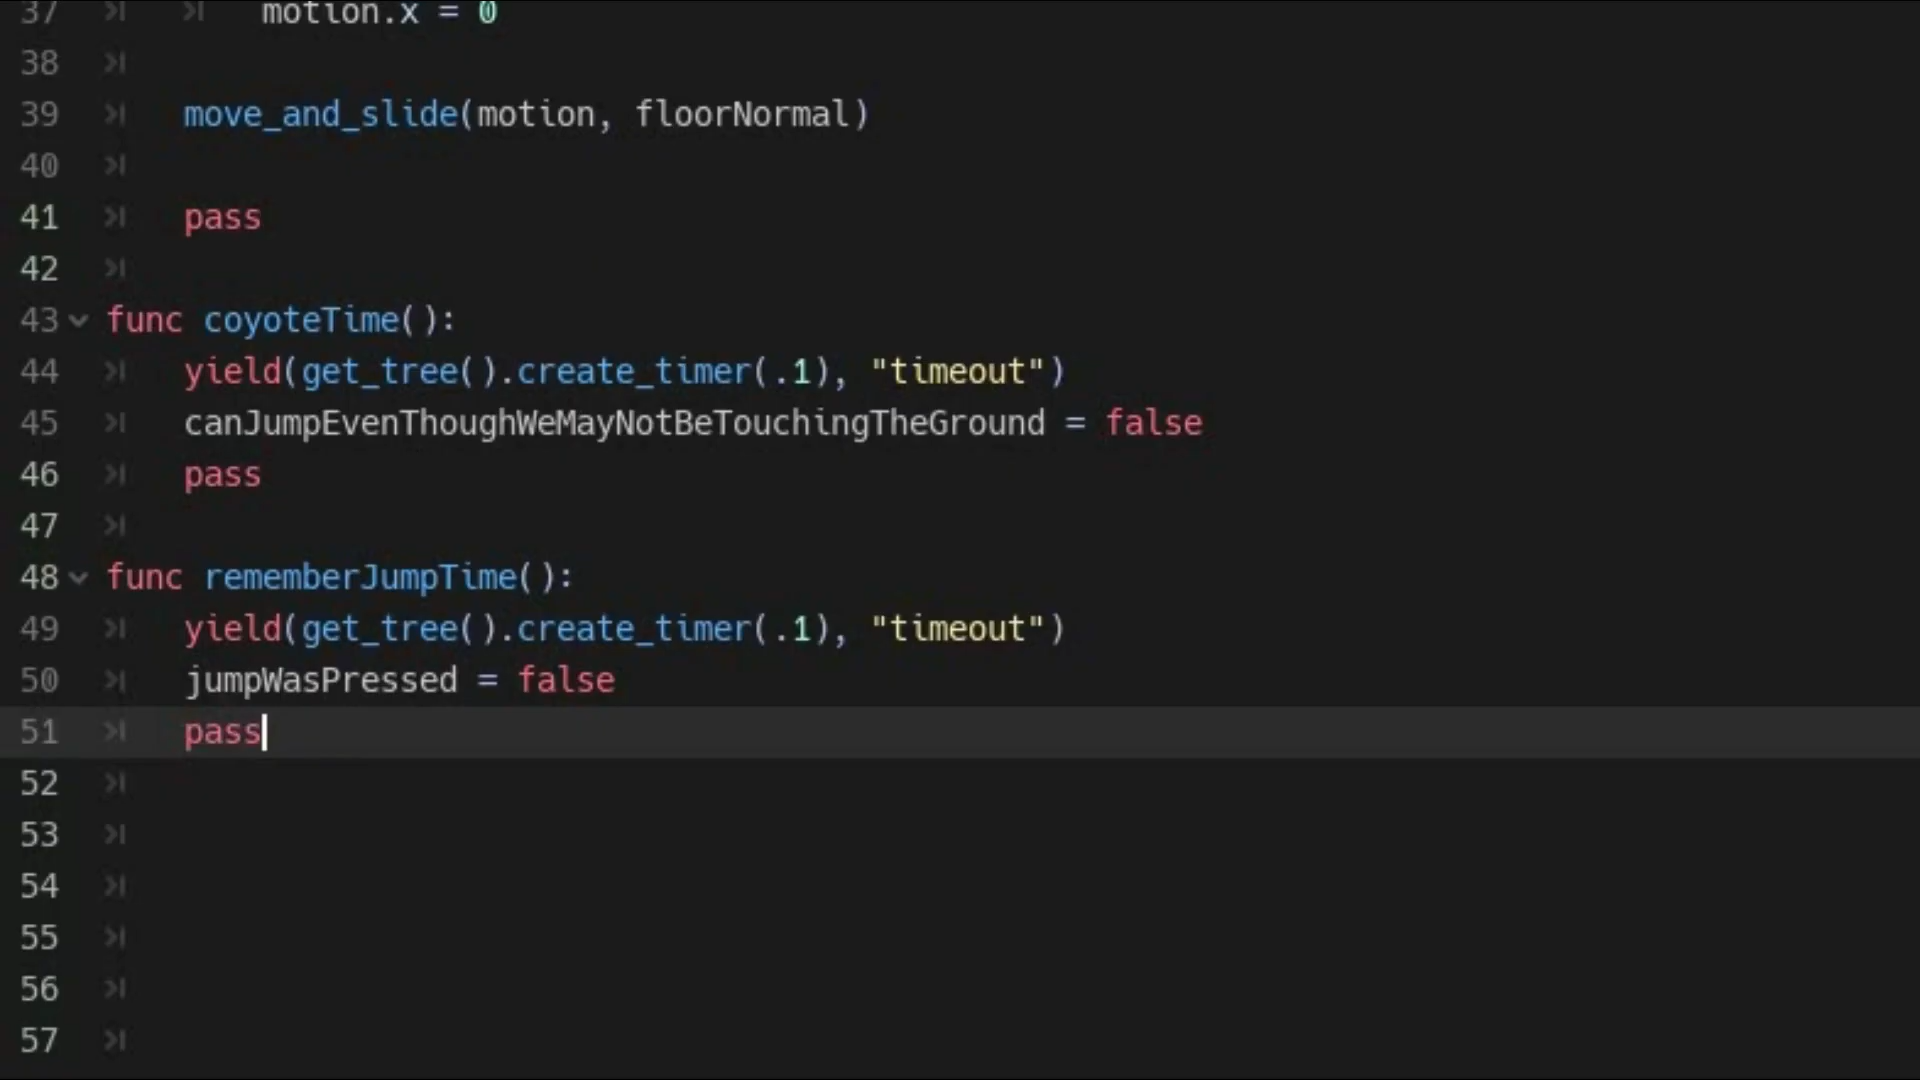 37 motion.x = 0
38
39 move_and_slide(motion, floorNormal)
40
41 pass
42
43 func coyoteTime():
44 yield(get_tree().create_timer(.1), "timeout")
45 canJumpEvenThoughWeMayNotBeTouchingTheGround = false
46 pass
47
48 func rememberJumpTime():
49 yield(get_tree().create_timer(.1), "timeout")
50 jumpWasPressed = false
51 pass
52
53
54
55
56
57